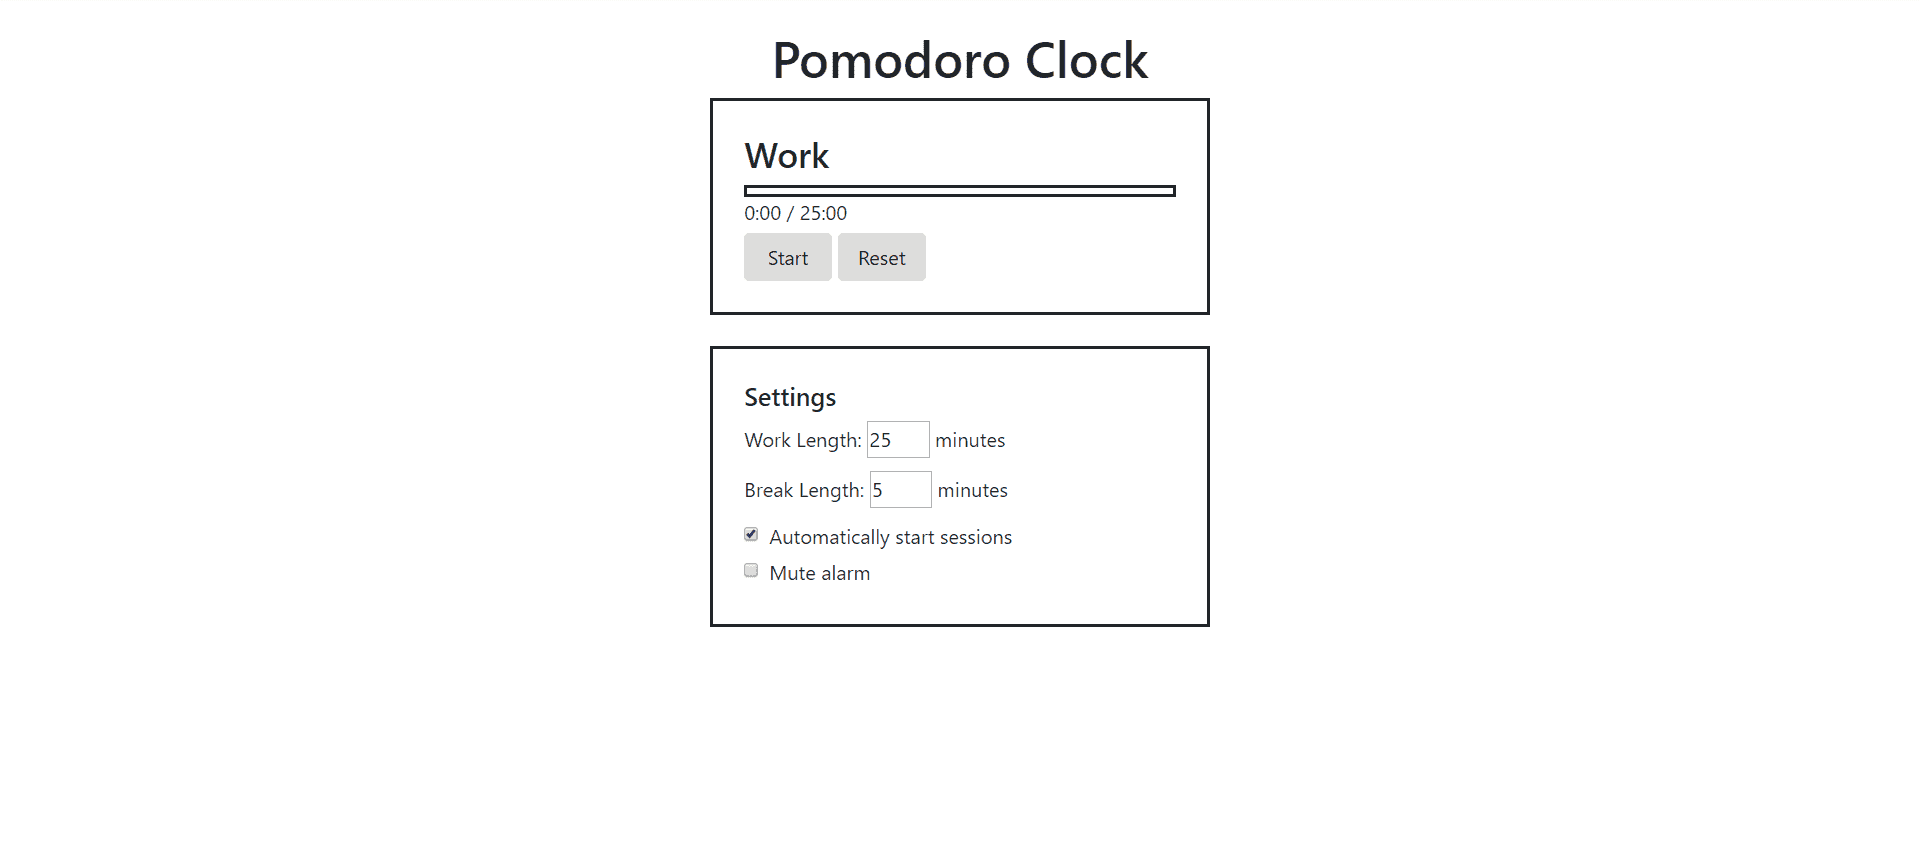 Pomodoro Clock
Work
0:00 / 25:00
Start Reset
Settings
Work Length: 25 minutes
Break Length: 5 minutes
Automatically start sessions
Mute alarm